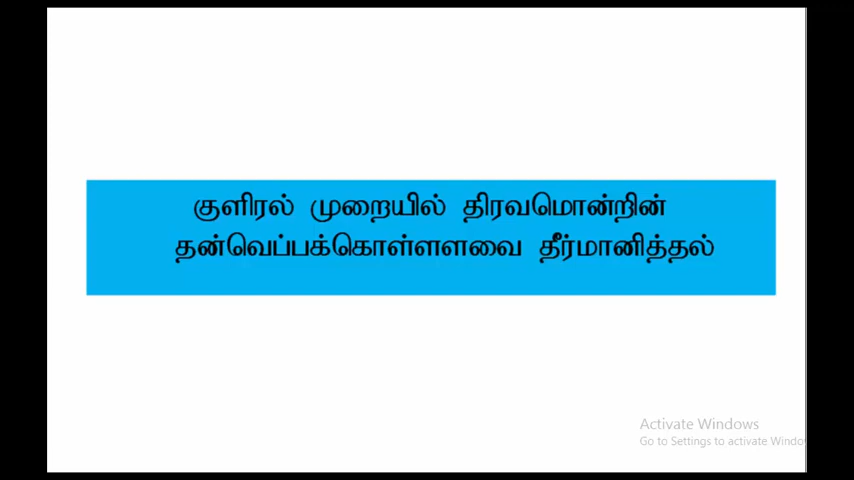 குளிரல் முறையில் திரவமொன்றின்
தன்வெப்பக்கொள்ளளவை தீர்மானித்தல்
Activate Windows
Go to Settings to activate Windo